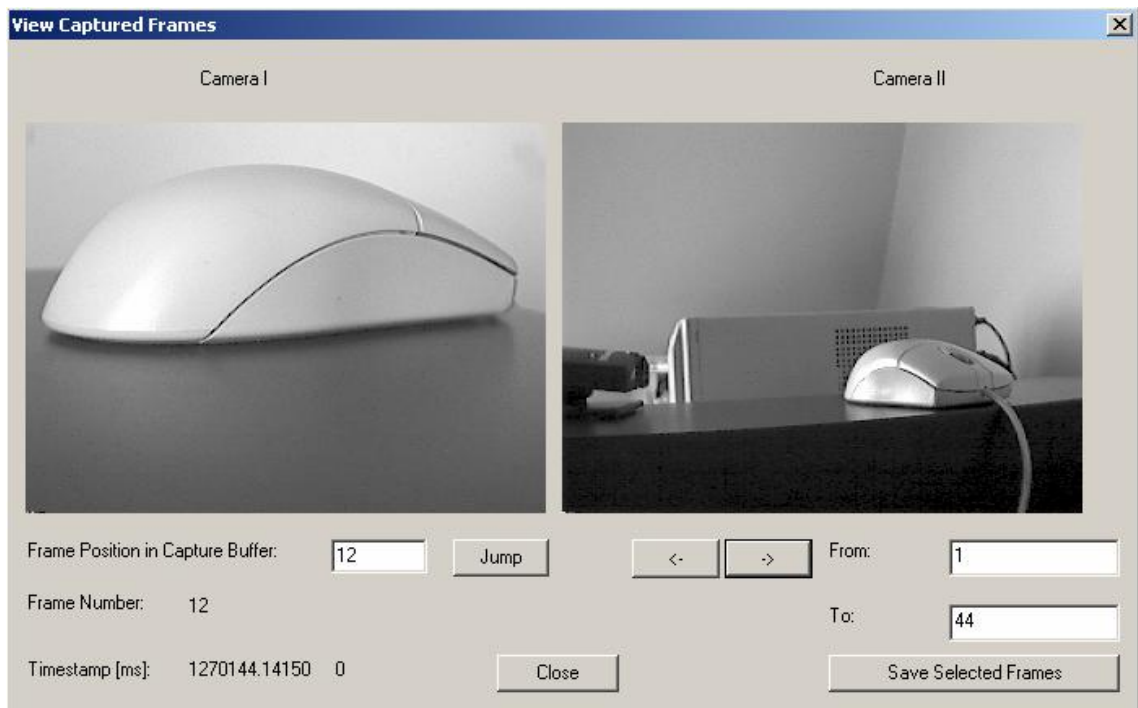 View Captured Frames
Camera I
Camera II
Frame Position in Capture Buffer:
12
Jump
<-
->
From:
1
Frame Number:
12
To:
44
Timestamp [ms]:
1270144.14150
0
Close
Save Selected Frames